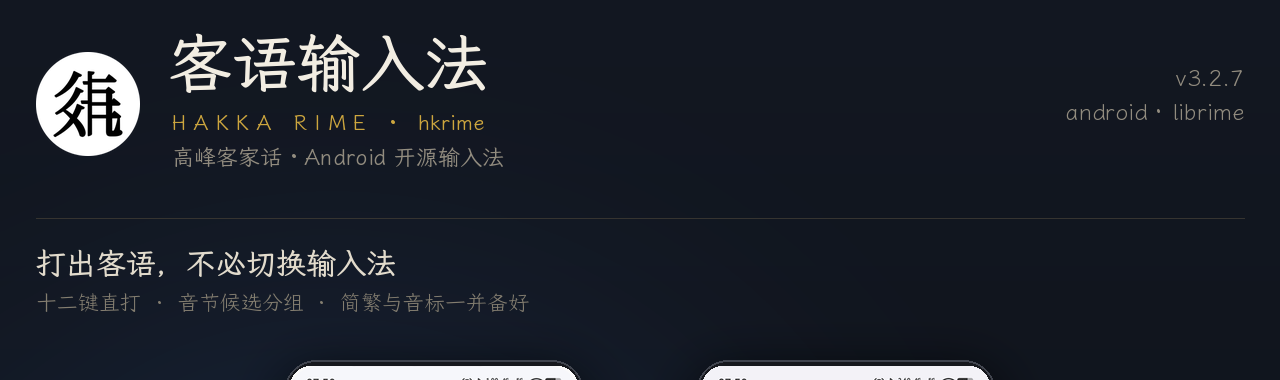 客语输入法
HAKKA RIME · hkrime
高峰客家话·Android 开源输入法
v3.2.7
android · librime
打出客语，不必切换输入法
十二键直打 · 音节候选分组 · 简繁与音标一并备好